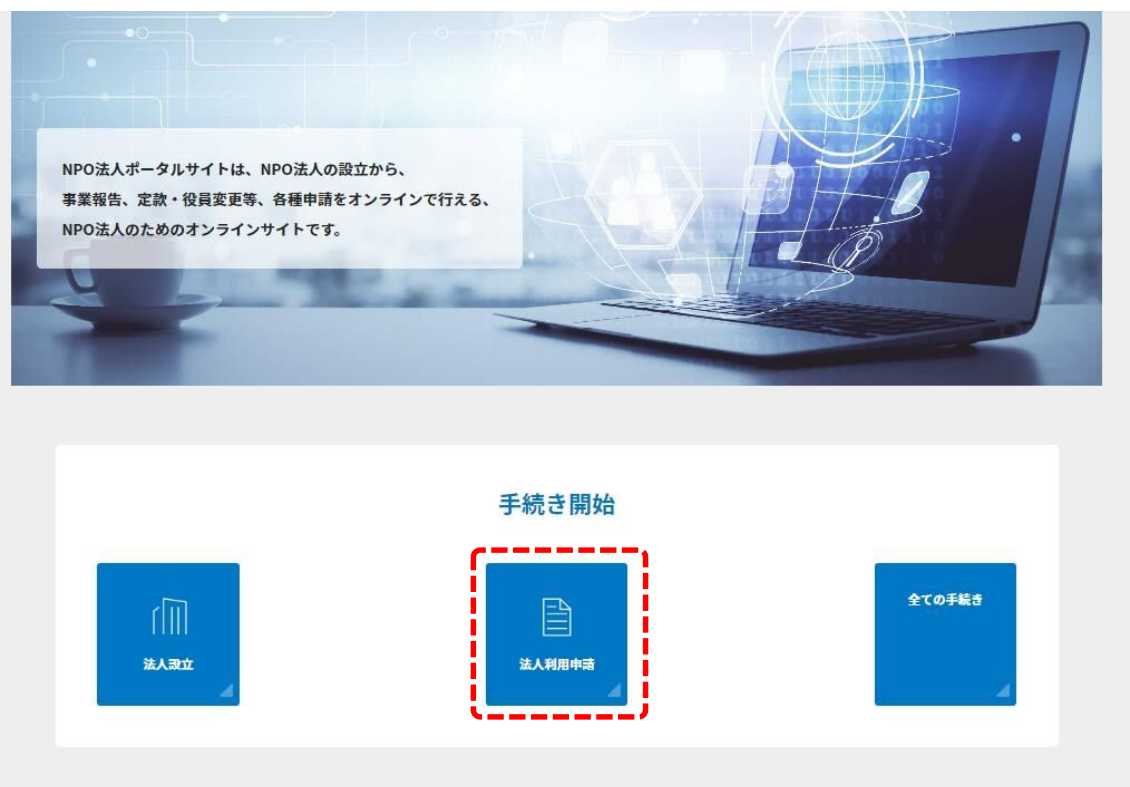 NPO法人ポータルサイトは、NPO法人の設立から、
事業報告、定款・役員変更等、各種申請をオンラインで行える、
NPO法人のためのオンラインサイトです。
手続き開始
法人設立
法人利用申請
全ての手続き